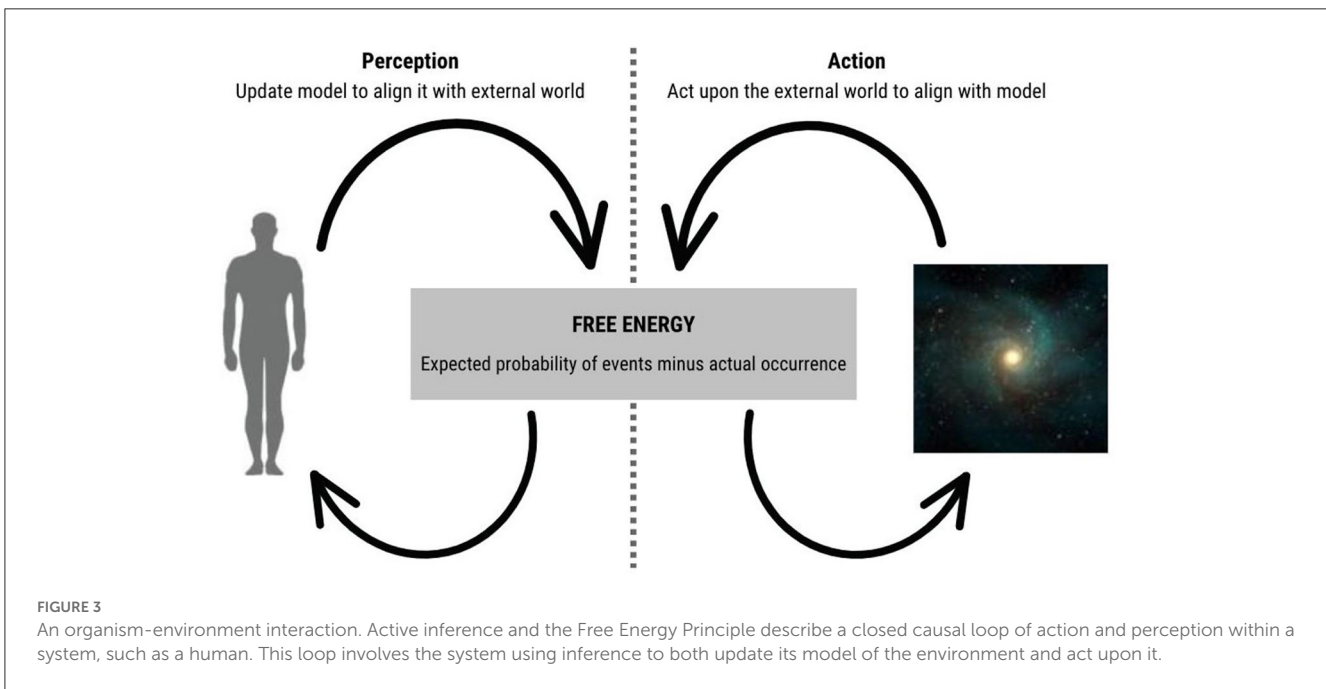 Perception
Update model to align it with external world
Action
Act upon the external world to align with model
FREE ENERGY
Expected probability of events minus actual occurrence
FIGURE 3
An organism-environment interaction. Active inference and the Free Energy Principle describe a closed causal loop of action and perception within a
system, such as a human. This loop involves the system using inference to both update its model of the environment and act upon it.